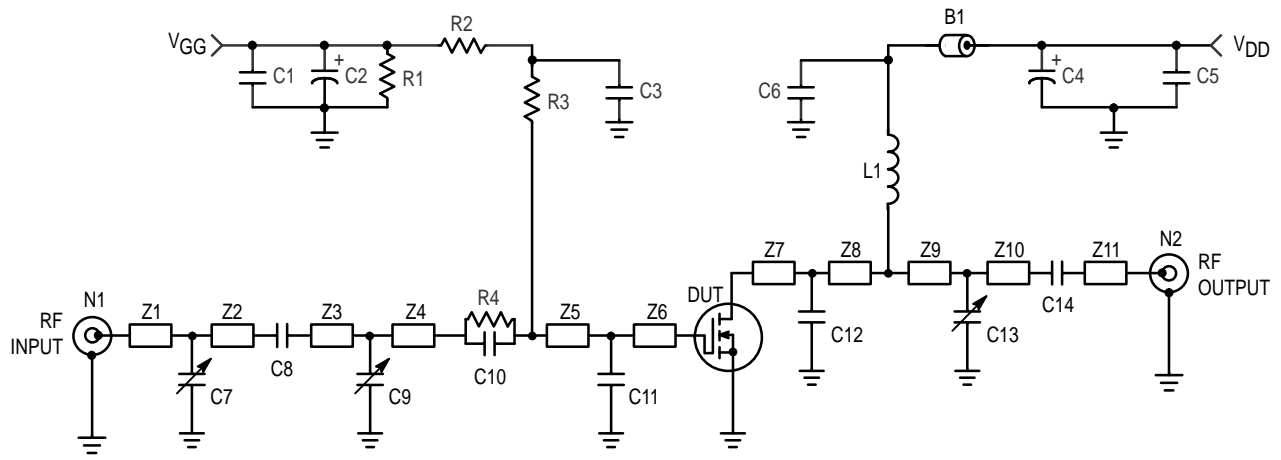 B1
R2
VGG
VDD
+
C1
C2
R1
R3
C3
C6
+
C4
C5
L1
N2
Z7
Z8
Z9
Z10
Z11
RF
OUTPUT
DUT
C14
N1
R4
Z1
Z2
Z3
Z4
Z5
Z6
C12
C13
RF
INPUT
C8
C10
C7
C9
C11